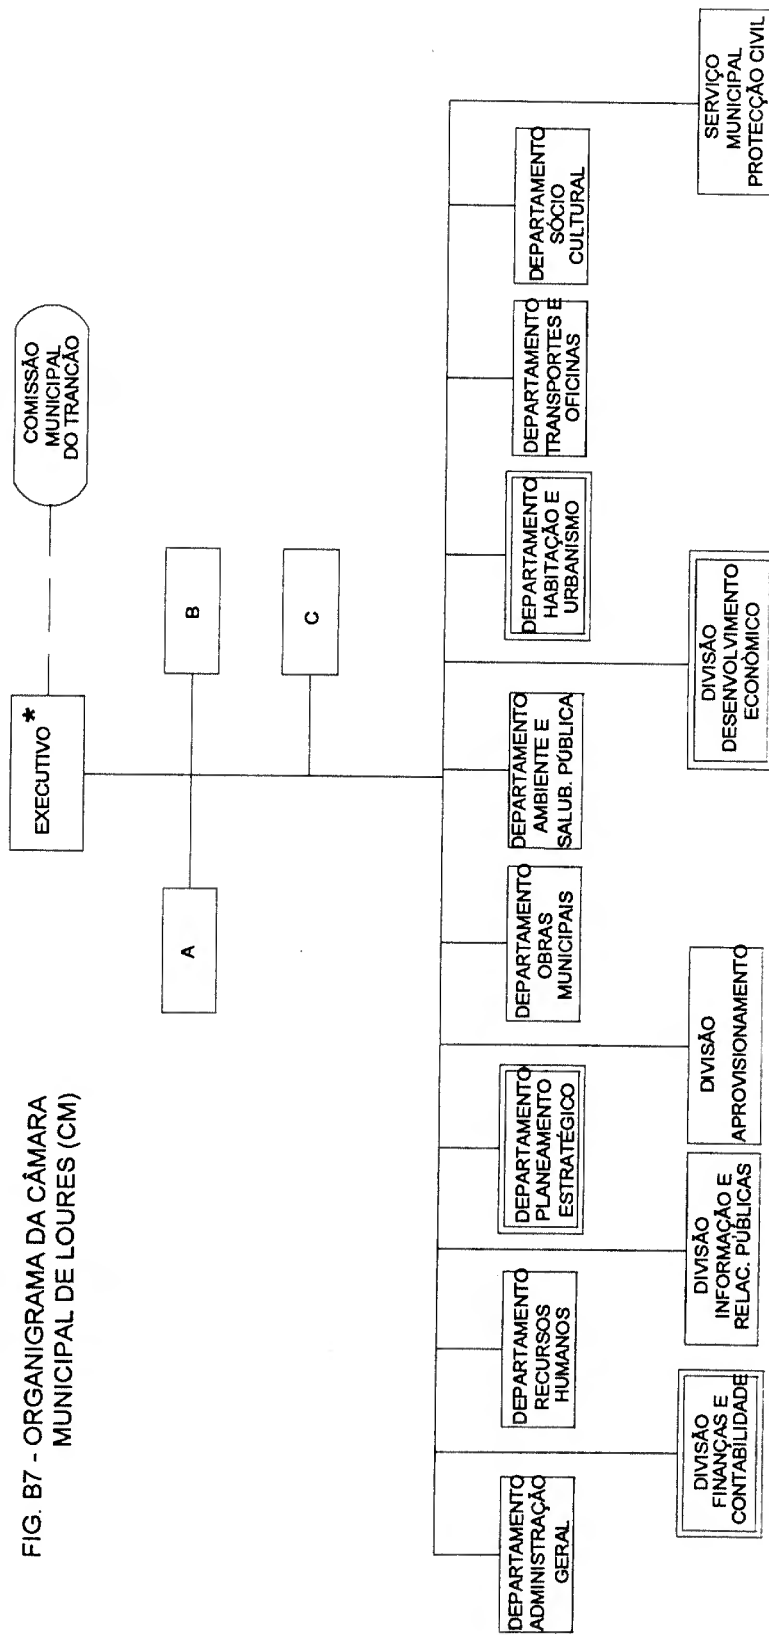 FIG. B7 - ORGANIGRAMA DA CÂMARA
MUNICIPAL DE LOURES (CM)
EXECUTIVO *
COMISSÃO
MUNICIPAL
DO TRANCÃO
A
B
C
DEPARTAMENTO
ADMINISTRAÇÃO
GERAL
DEPARTAMENTO
RECURSOS
HUMANOS
DEPARTAMENTO
PLANEAMENTO
ESTRATÉGICO
DEPARTAMENTO
OBRAS
MUNICIPAIS
DEPARTAMENTO
AMBIENTE E
SALUB. PÚBLICA
DEPARTAMENTO
HABITAÇÃO E
URBANISMO
DEPARTAMENTO
TRANSPORTES E
OFICINAS
DEPARTAMENTO
SÓCIO
CULTURAL
DIVISÃO
FINANÇAS E
CONTABILIDADE
DIVISÃO
INFORMAÇÃO E
RELAC. PÚBLICAS
DIVISÃO
APROVISIONAMENTO
DIVISÃO
DESENVOLVIMENTO
ECONÓMICO
SERVIÇO
MUNICIPAL
PROTECÇÃO CIVIL